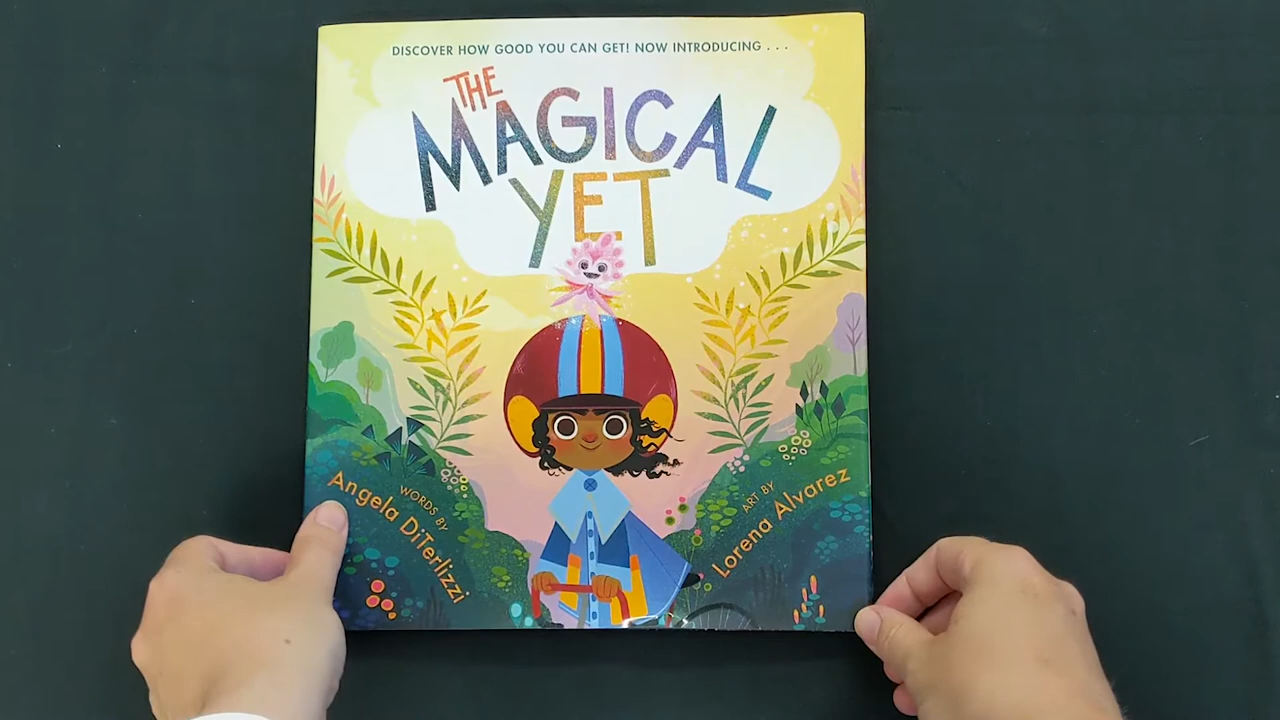 DISCOVER HOW GOOD YOU CAN GET! NOW INTRODUCING . . .
THE
MAGICAL
YET
WORDS BY
Angela DiTerlizzi
ART BY
Lorena Alvarez